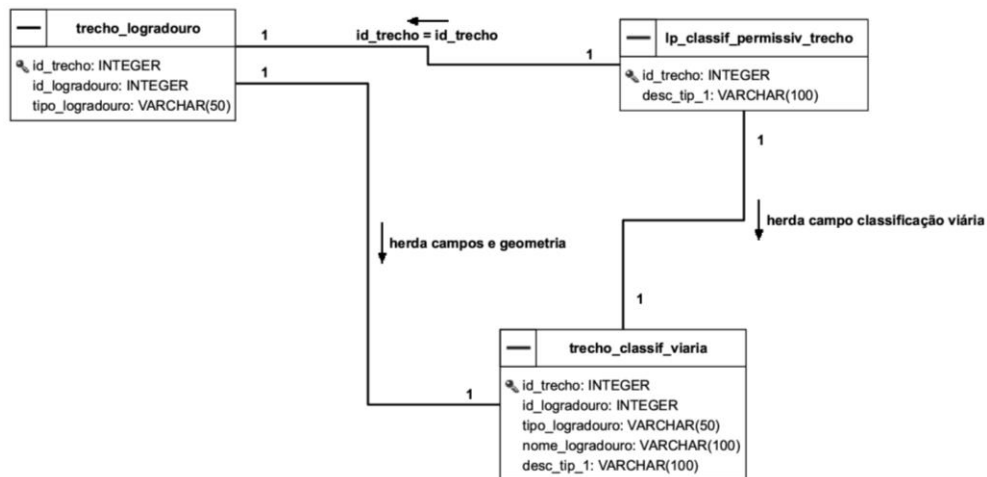 trecho_logradouro
id_trecho: INTEGER
id_logradouro: INTEGER
tipo_logradouro: VARCHAR(50)
1
id_trecho = id_trecho
1
1
lp_classif_permissiv_trecho
id_trecho: INTEGER
desc_tip_1: VARCHAR(100)
1
herda campo classificação viária
herda campos e geometria
1
1
trecho_classif_viaria
id_trecho: INTEGER
id_logradouro: INTEGER
tipo_logradouro: VARCHAR(50)
nome_logradouro: VARCHAR(100)
desc_tip_1: VARCHAR(100)